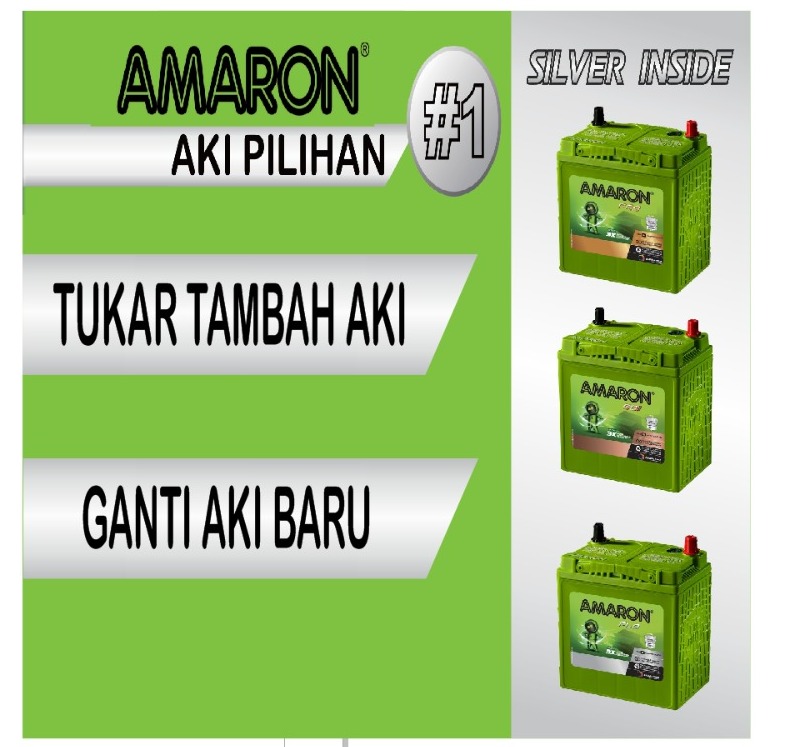 AMARON®
#1
AKI PILIHAN
TUKAR TAMBAH AKI
GANTI AKI BARU
SILVER INSIDE
AMARON
AMARON
AMARON